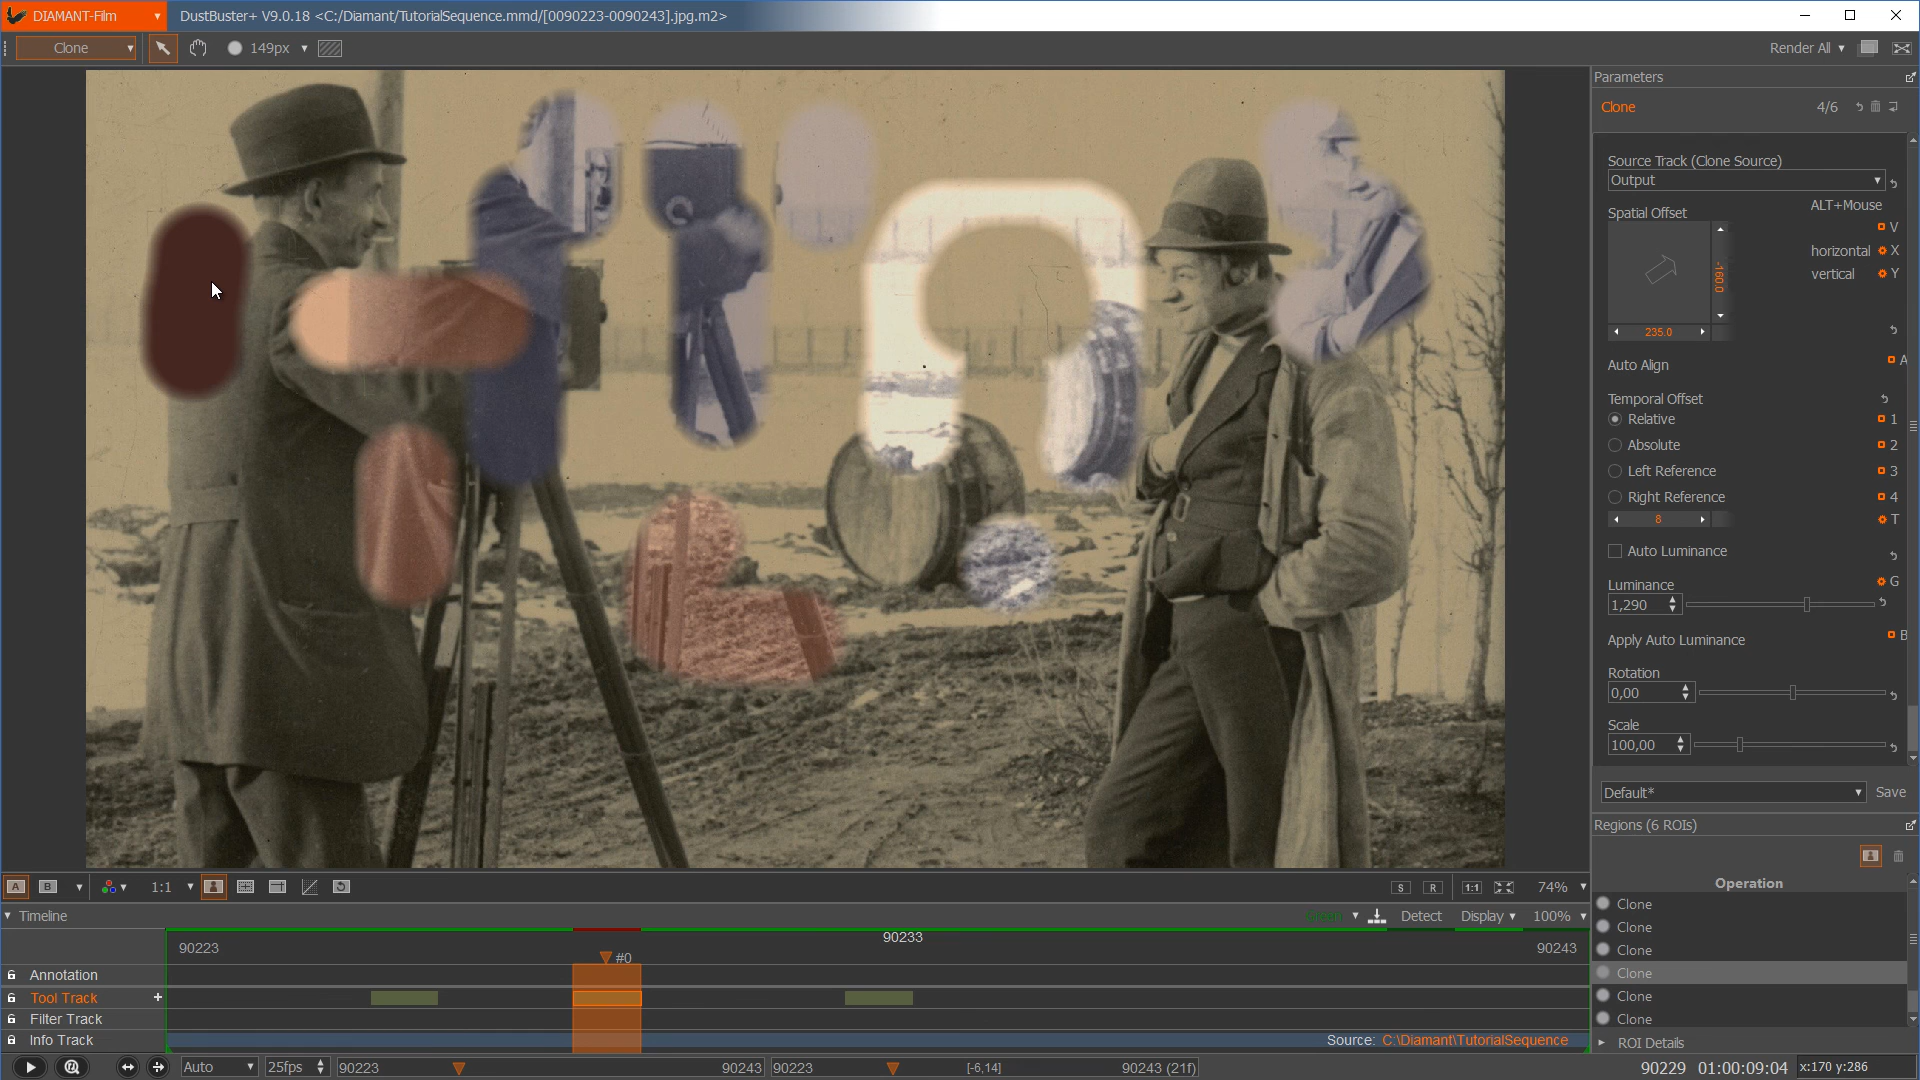 DIAMANT-Film
DustBuster+ V9.0.18 <C:/Diamant/TutorialSequence.mmd/[0090223-0090243].jpg.m2>
Clone
149px
Render All
Parameters
Clone
4/6
Source Track (Clone Source)
Output
Spatial Offset
ALT+Mouse
V
horizontal X
vertical Y
-160.0
235.0
Auto Align
A
Temporal Offset
Relative 1
Absolute 2
Left Reference 3
Right Reference 4
8
T
Auto Luminance
Luminance
G
1,290
Apply Auto Luminance
B
Rotation
0,00
Scale
100,00
Default*
Save
Regions (6 ROIs)
Operation
Clone
Clone
Clone
Clone
Clone
Clone
ROI Details
A
B
1:1
S
R
1:1
74%
Timeline
Detect
Display
100%
90223
90233
90243
#0
Annotation
Tool Track
+
Filter Track
Info Track
Source: C:\Diamant\TutorialSequence
Auto
25fps
90223
90243
90223
[-6,14]
90243 (21f)
90229
01:00:09:04
x:170 y:286